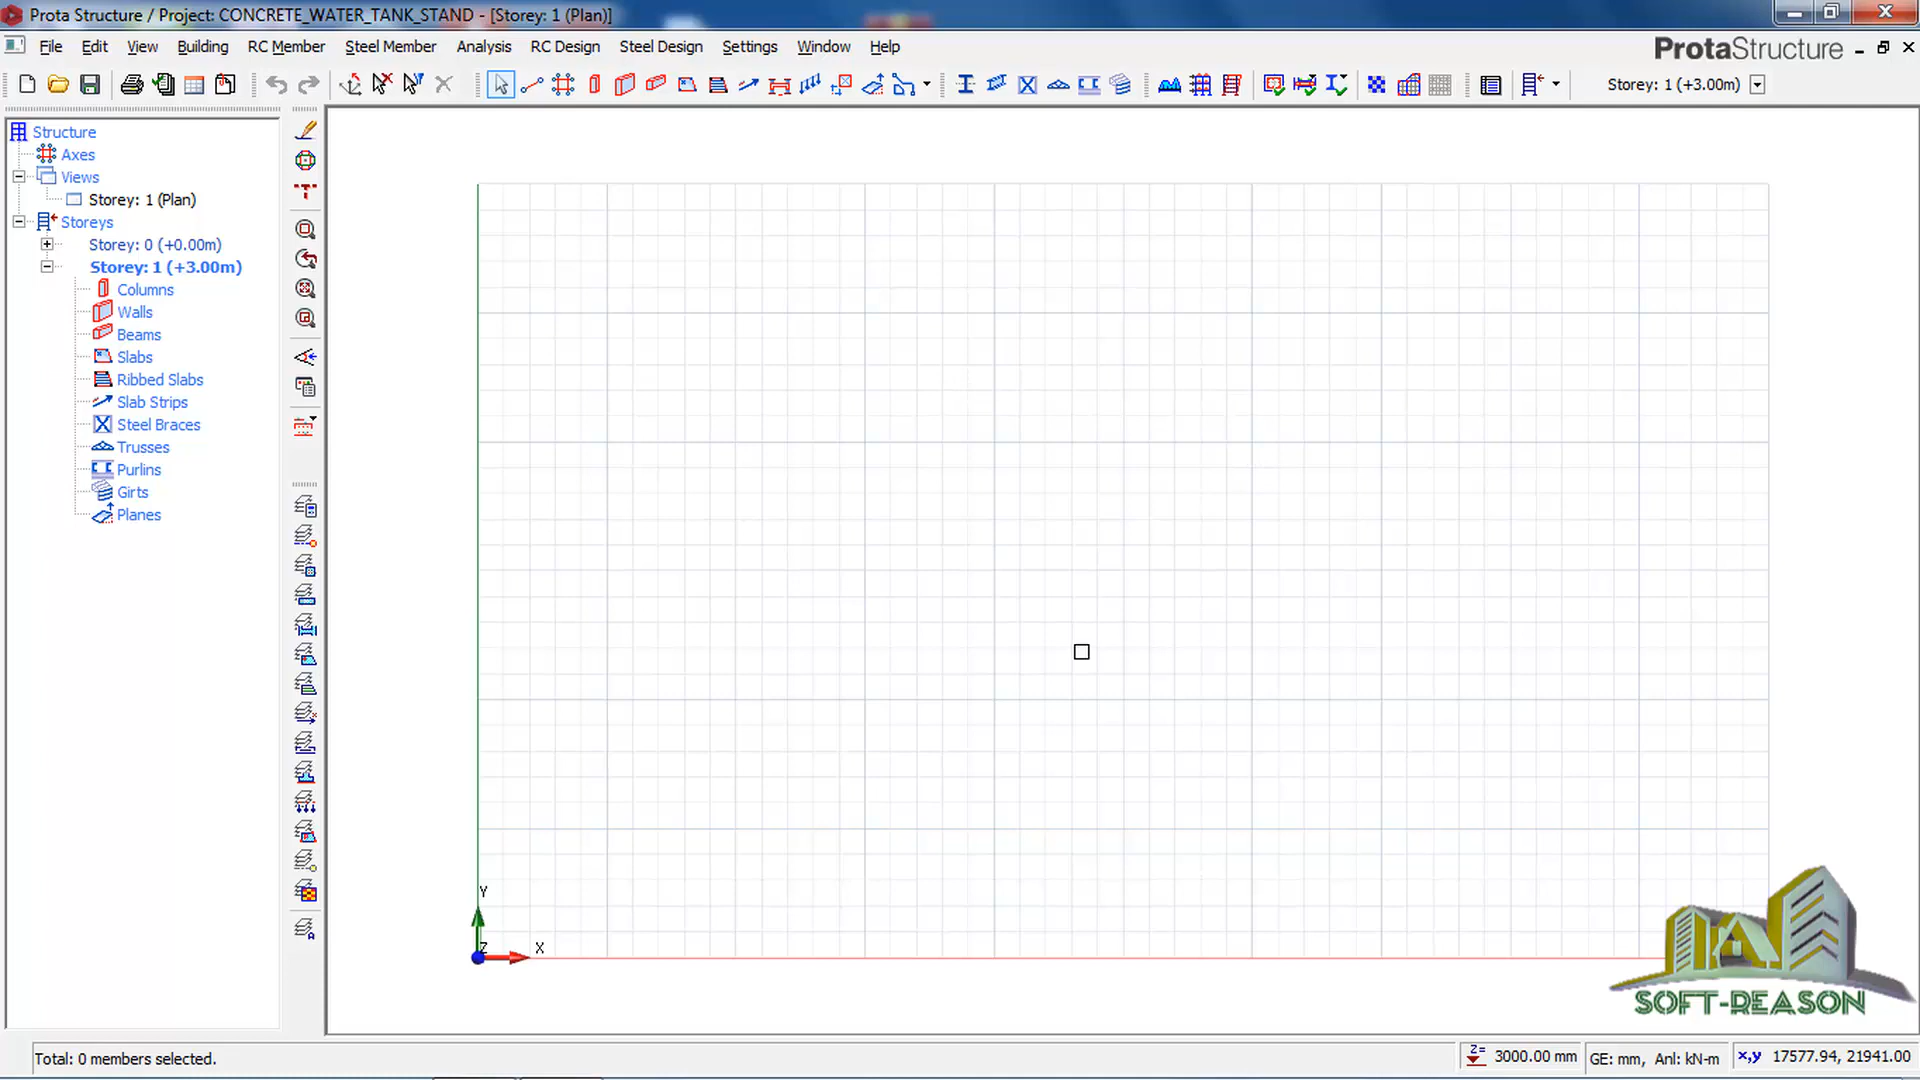 Prota Structure / Project: CONCRETE_WATER_TANK_STAND - [Storey: 1 (Plan)]
File Edit View Building RC Member Steel Member Analysis RC Design Steel Design Settings Window Help
ProtaStructure
Storey: 1 (+3.00m)
Structure
Axes
Views
Storey: 1 (Plan)
Storeys
Storey: 0 (+0.00m)
Storey: 1 (+3.00m)
Columns
Walls
Beams
Slabs
Ribbed Slabs
Slab Strips
Steel Braces
Trusses
Purlins
Girts
Planes
Y
Z
X
SOFT-REASON
Total: 0 members selected.
Z= 3000.00 mm GE: mm, Anl: kN-m x,y 17577.94, 21941.00